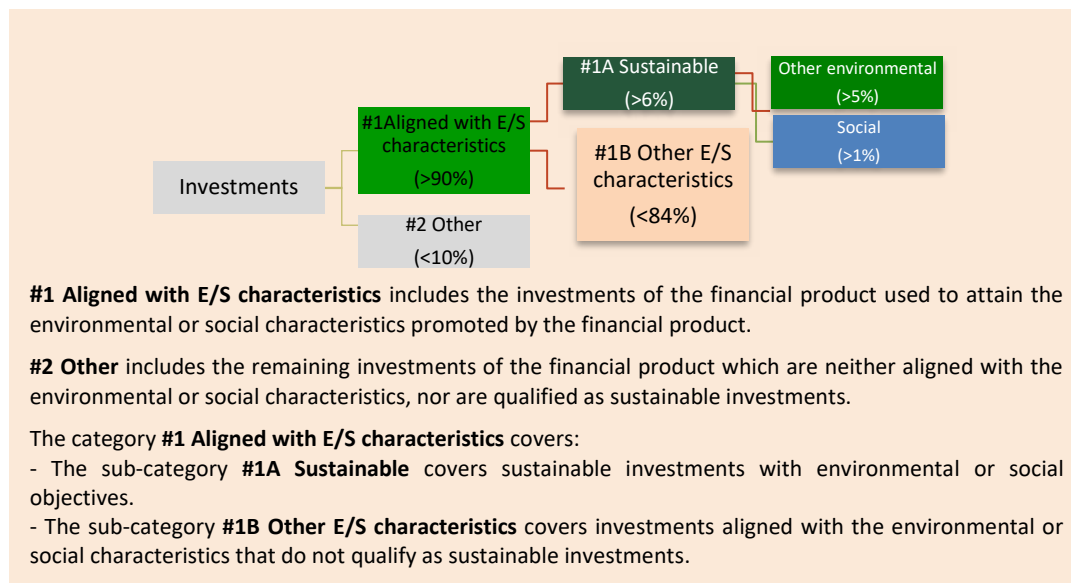 #1A Sustainable
(>6%)
Other environmental
(>5%)
Social
(>1%)
#1Aligned with E/S
characteristics
(>90%)
#1B Other E/S
characteristics
(<84%)
Investments
#2 Other
(<10%)
#1 Aligned with E/S characteristics includes the investments of the financial product used to attain the
environmental or social characteristics promoted by the financial product.
#2 Other includes the remaining investments of the financial product which are neither aligned with the
environmental or social characteristics, nor are qualified as sustainable investments.
The category #1 Aligned with E/S characteristics covers:
- The sub-category #1A Sustainable covers sustainable investments with environmental or social
objectives.
- The sub-category #1B Other E/S characteristics covers investments aligned with the environmental or
social characteristics that do not qualify as sustainable investments.